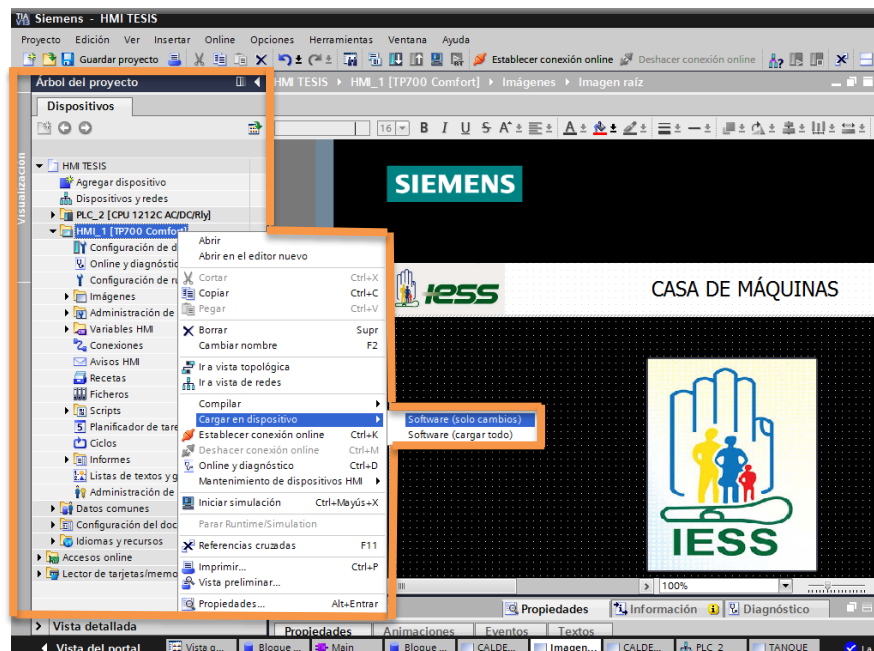 Siemens - HMI TESIS
Proyecto Edición Ver Insertar Online Opciones Herramientas Ventana Ayuda
Guardar proyecto Establecer conexión online Deshacer conexión online
Árbol del proyecto
HMI TESIS HMI_1 [TP700 Comfort] Imágenes Imagen raíz
Dispositivos
16 B I U S A A
Visualización
HMI TESIS
Agregar dispositivo
Dispositivos y redes
PLC_2 [CPU 1212C AC/DC/Rly]
HMI_1 [TP700 Comfort]
Configuración de d
Online y diagnóstic
Configuración de ru
Imágenes
Administración de
Variables HMI
Conexiones
Avisos HMI
Recetas
Ficheros
Scripts
Planificador de tare
Ciclos
Informes
Listas de textos y g
Administración de
Datos comunes
Configuración del doc
Idiomas y recursos
Accesos online
Lector de tarjetas/memo
Vista detallada
Abrir
Abrir en el editor nuevo
Cortar Ctrl+X
Copiar Ctrl+C
Pegar Ctrl+V
Borrar Supr
Cambiar nombre F2
Ir a vista topológica
Ir a vista de redes
Compilar
Cargar en dispositivo
Establecer conexión online Ctrl+K
Deshacer conexión online Ctrl+M
Online y diagnóstico Ctrl+D
Mantenimiento de dispositivos HMI
Iniciar simulación Ctrl+Mayús+X
Parar Runtime/Simulation
Referencias cruzadas F11
Imprimir... Ctrl+P
Vista preliminar...
Propiedades... Alt+Entrar
Software (solo cambios)
Software (cargar todo)
SIEMENS
IESS
CASA DE MÁQUINAS
IESS
100%
Propiedades Información Diagnóstico
Propiedades Animaciones Eventos Textos
Vista del portal Vista g... Bloque ... Main Bloque ... CALDE... Imagen... CALDE... PLC_2 TANQUE La